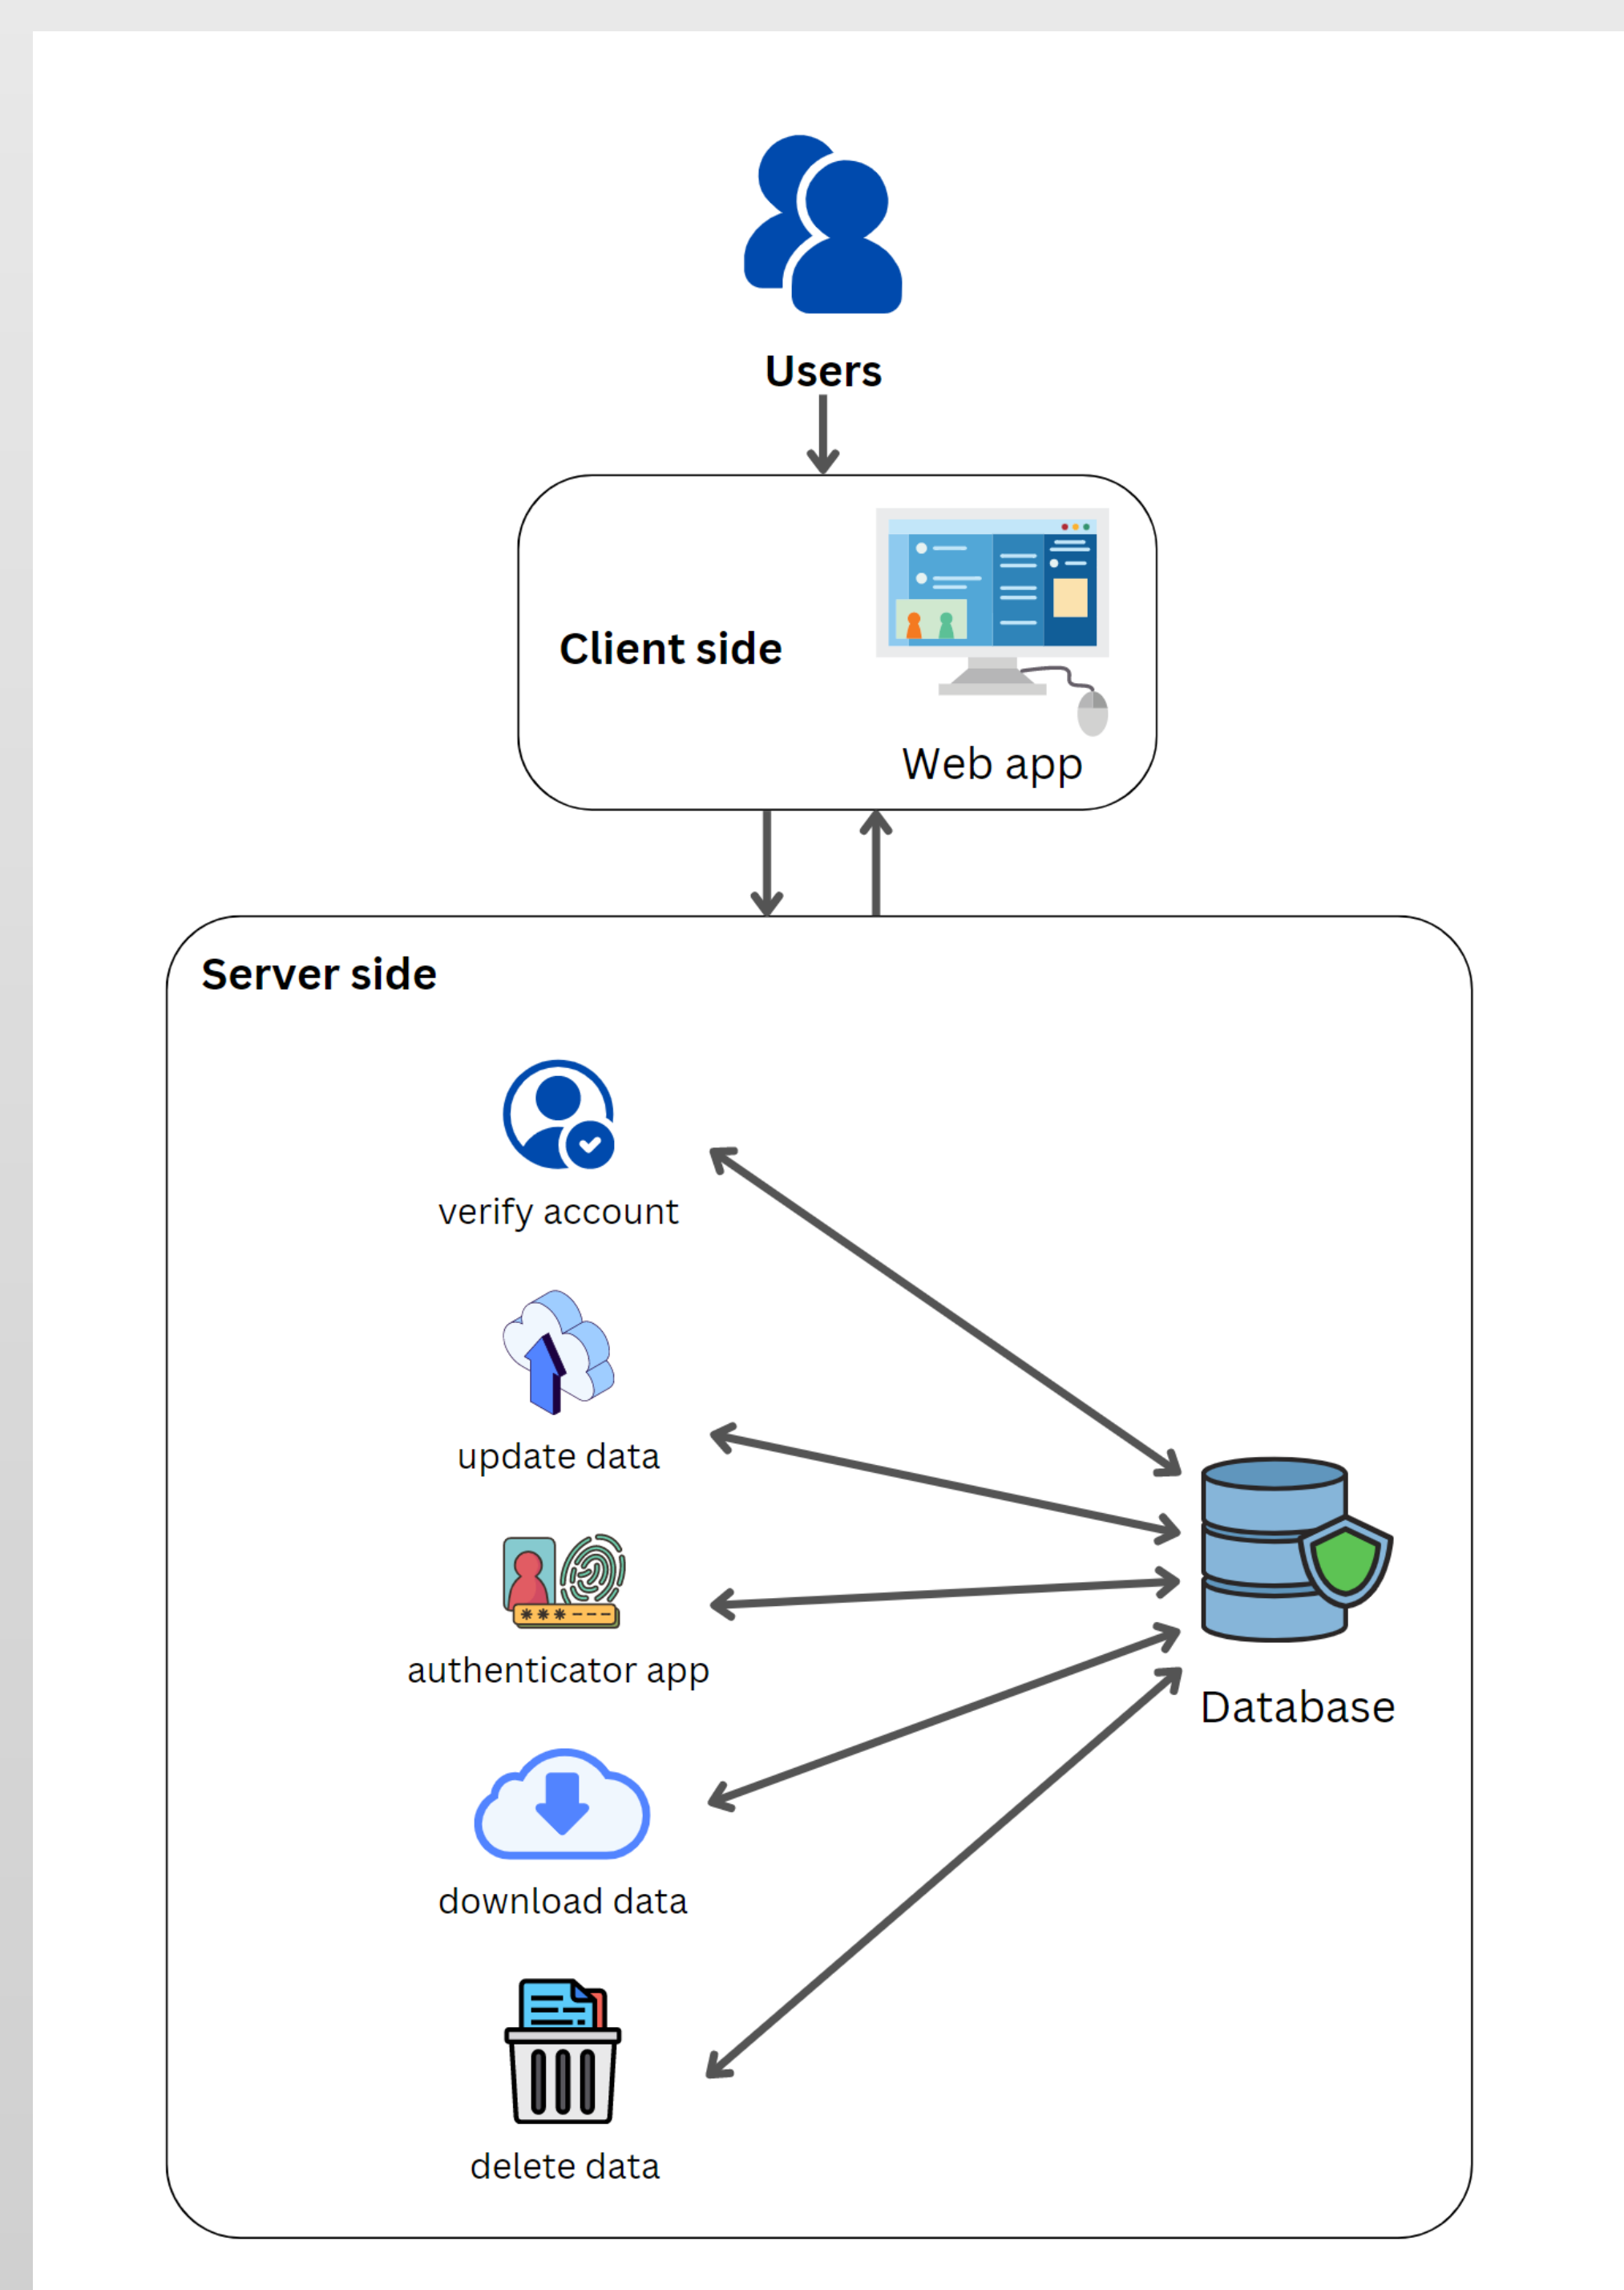 Users
Client side
Web app
Server side
verify account
update data
authenticator app
Database
download data
delete data